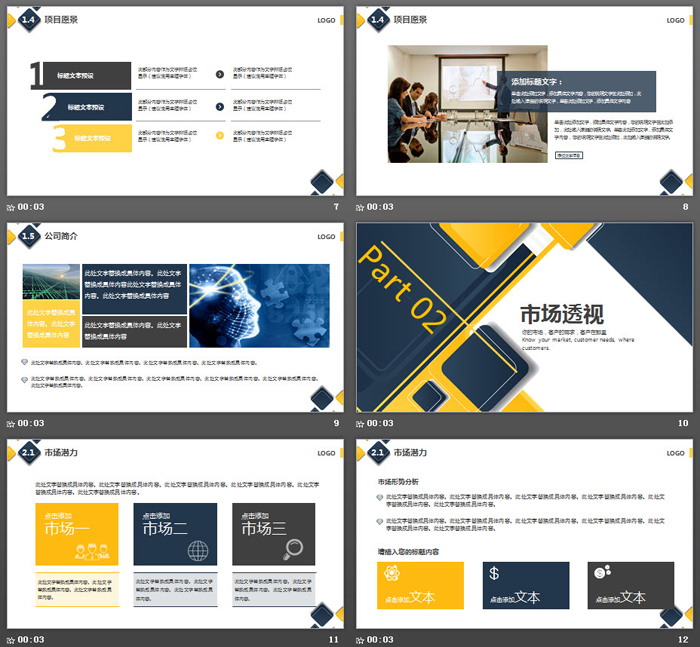 1.4 项目愿景
LOGO
1 标题文本预设
此部分内容作为文字排版占位
显示（建议使用主题字体）
此部分内容作为文字排版占位
显示（建议使用主题字体）
2 标题文本预设
此部分内容作为文字排版占位
显示（建议使用主题字体）
此部分内容作为文字排版占位
显示（建议使用主题字体）
3 标题文本预设
此部分内容作为文字排版占位
显示（建议使用主题字体）
此部分内容作为文字排版占位
显示（建议使用主题字体）
00:03
7
1.4 项目愿景
LOGO
添加标题文字：
00:03
8
1.5 公司简介
LOGO
此处文字替换成具体内容。此处文字
替换成具体内容。此处文字替换成具
体内容。此处文字替换成具体内容
此处文字替换成具
体内容。此处文字
替换成具体内容
此处文字替换成具体内容。此处文字
替换成具体内容
此处文字替换成具体内容。此处文字替换成具体内容。此处文字替换成具体内容。此处文字替换成具体内容。
此处文字替换成具体内容。此处文字替换成具体内容。此处文字替换成具体内容。此处文字替换成具体内容。
此处文字替换成具体内容。
00:03
9
Part 02
市场透视
你的市场，客户的需求，客户在那里
Know your market, customer needs, where
customers.
00:03
10
2.1 市场潜力
LOGO
此处文字替换成具体内容。此处文字替换成具体内容。此处文字替换成具体内容。此处文字替换成具体内容。此处文字
替换成具体内容。此处文字替换成具体内容。
点击添加
市场一
点击添加
市场二
点击添加
市场三
此处文字替换成具体内容。此处文字替换成具体内容。此处文字替换成具体内容。
此处文字替换成具体内容。此处文字替换成具体内容。此处文字替换成具体内容。
此处文字替换成具体内容。此处文字替换成具体内容。此处文字替换成具体内容。
00:03
11
2.1 市场潜力
LOGO
市场形势分析
此处文字替换成具体内容。此处文字替换成具体内容。此处文字替换成具体内容。此处文字替换成具体内容。此处文
字替换成具体内容。此处文字替换成具体内容。
此处文字替换成具体内容。此处文字替换成具体内容。此处文字替换成具体内容。此处文字替换成具体内容。此处文
字替换成具体内容。
请输入您的标题内容
点击添加文本
$
点击添加文本
点击添加文本
00:03
12